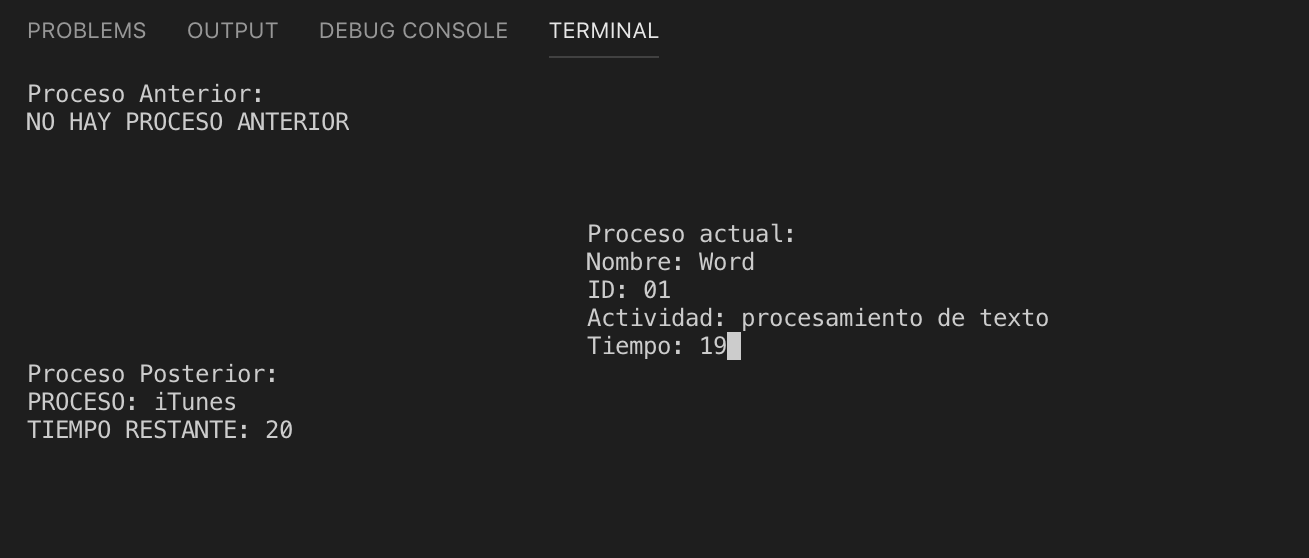 PROBLEMS OUTPUT DEBUG CONSOLE TERMINAL
Proceso Anterior:
NO HAY PROCESO ANTERIOR
Proceso actual:
Nombre: Word
ID: 01
Actividad: procesamiento de texto
Tiempo: 19
Proceso Posterior:
PROCESO: iTunes
TIEMPO RESTANTE: 20